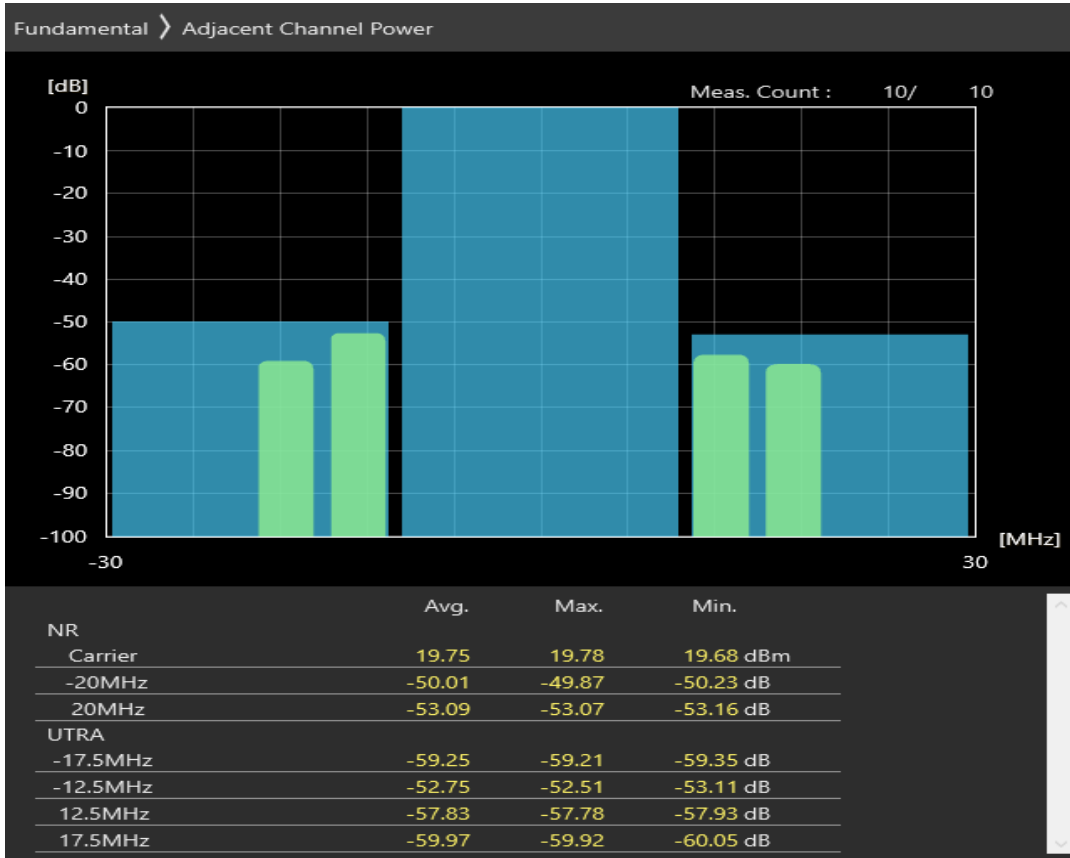 Fundamental ❯ Adjacent Channel Power
[dB]
Meas. Count : 10/ 10
0
-10
-20
-30
-40
-50
-60
-70
-80
-90
-100
[MHz]
-30 30
Avg. Max. Min.
NR
Carrier 19.75 19.78 19.68 dBm
-20MHz -50.01 -49.87 -50.23 dB
20MHz -53.09 -53.07 -53.16 dB
UTRA
-17.5MHz -59.25 -59.21 -59.35 dB
-12.5MHz -52.75 -52.51 -53.11 dB
12.5MHz -57.83 -57.78 -57.93 dB
17.5MHz -59.97 -59.92 -60.05 dB